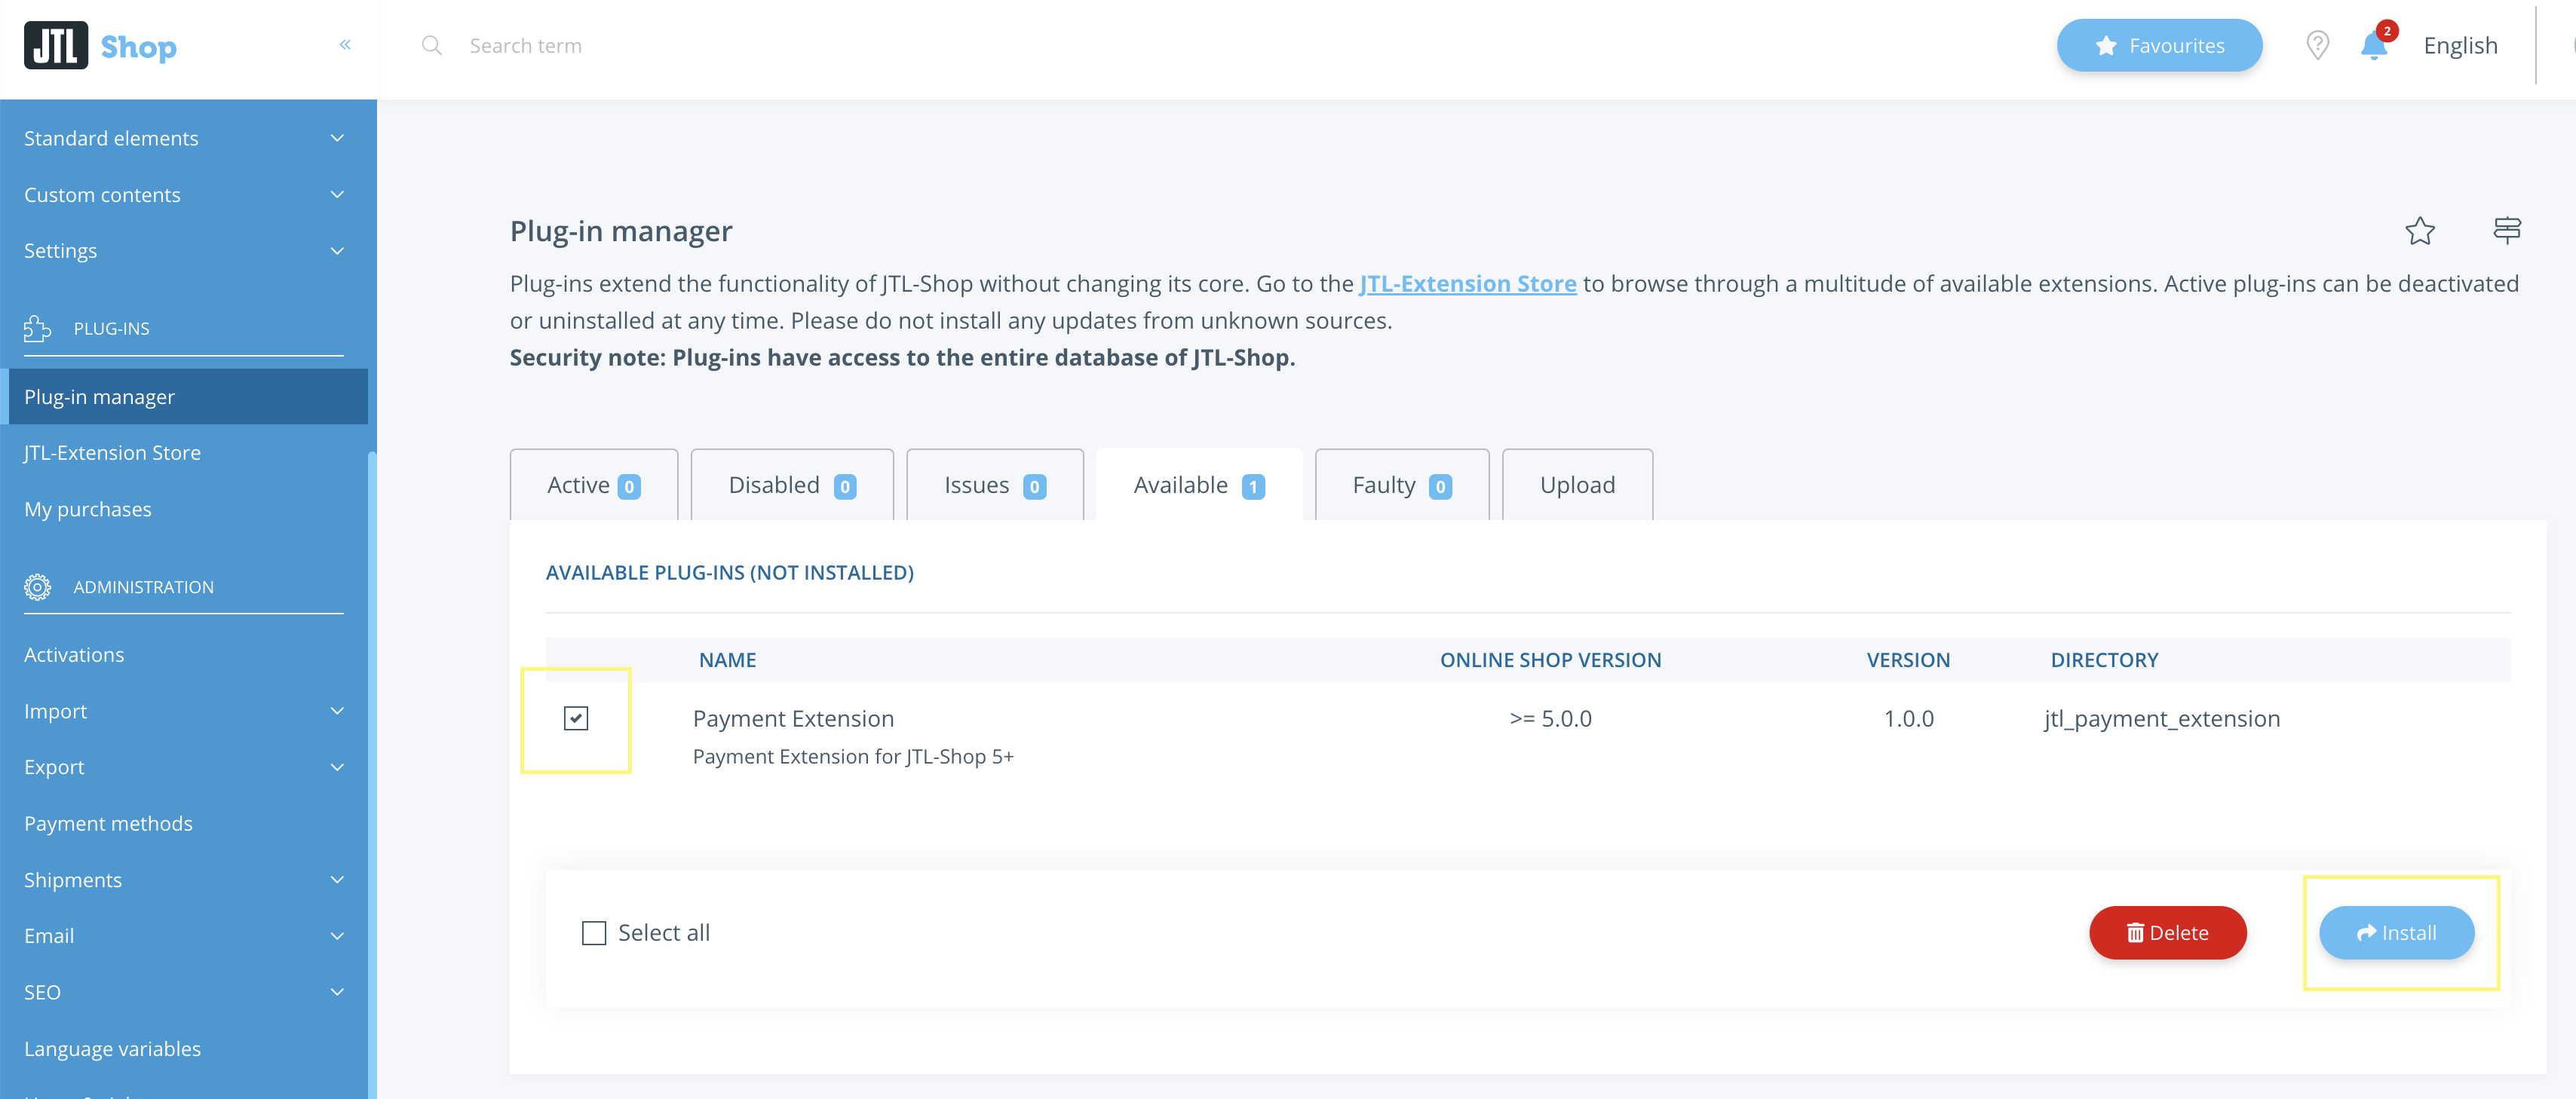 JTL Shop
«
Search term
Favourites
2
English
Standard elements
Custom contents
Settings
PLUG-INS
Plug-in manager
JTL-Extension Store
My purchases
ADMINISTRATION
Activations
Import
Export
Payment methods
Shipments
Email
SEO
Language variables
Plug-in manager
Plug-ins extend the functionality of JTL-Shop without changing its core. Go to the JTL-Extension Store to browse through a multitude of available extensions. Active plug-ins can be deactivated
or uninstalled at any time. Please do not install any updates from unknown sources.
Security note: Plug-ins have access to the entire database of JTL-Shop.
Active 0
Disabled 0
Issues 0
Available 1
Faulty 0
Upload
AVAILABLE PLUG-INS (NOT INSTALLED)
NAME ONLINE SHOP VERSION VERSION DIRECTORY
Payment Extension >= 5.0.0 1.0.0 jtl_payment_extension
Payment Extension for JTL-Shop 5+
Select all
Delete
Install